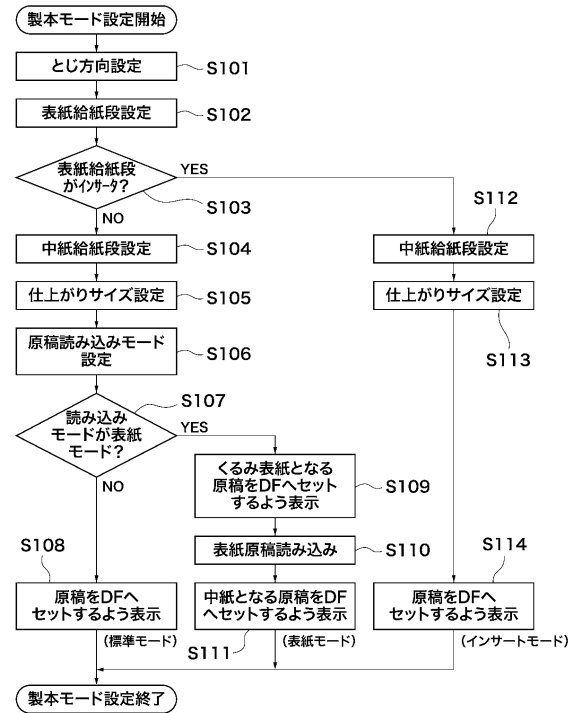 製本モード設定開始
とじ方向設定
S101
表紙給紙段設定
S102
表紙給紙段
がインサータ?
YES
S103
NO
S112
中紙給紙段設定
S104
中紙給紙段設定
仕上がりサイズ設定
S105
仕上がりサイズ設定
原稿読み込みモード
設定
S106
S113
S107
読み込み
モードが表紙
モード?
YES
NO
くるみ表紙となる
原稿をDFへセット
するよう表示
S109
表紙原稿読み込み
S110
S108
原稿をDFへ
セットするよう表示
(標準モード)
中紙となる原稿をDF
へセットするよう表示
S111
(表紙モード)
S114
原稿をDFへ
セットするよう表示
(インサートモード)
製本モード設定終了